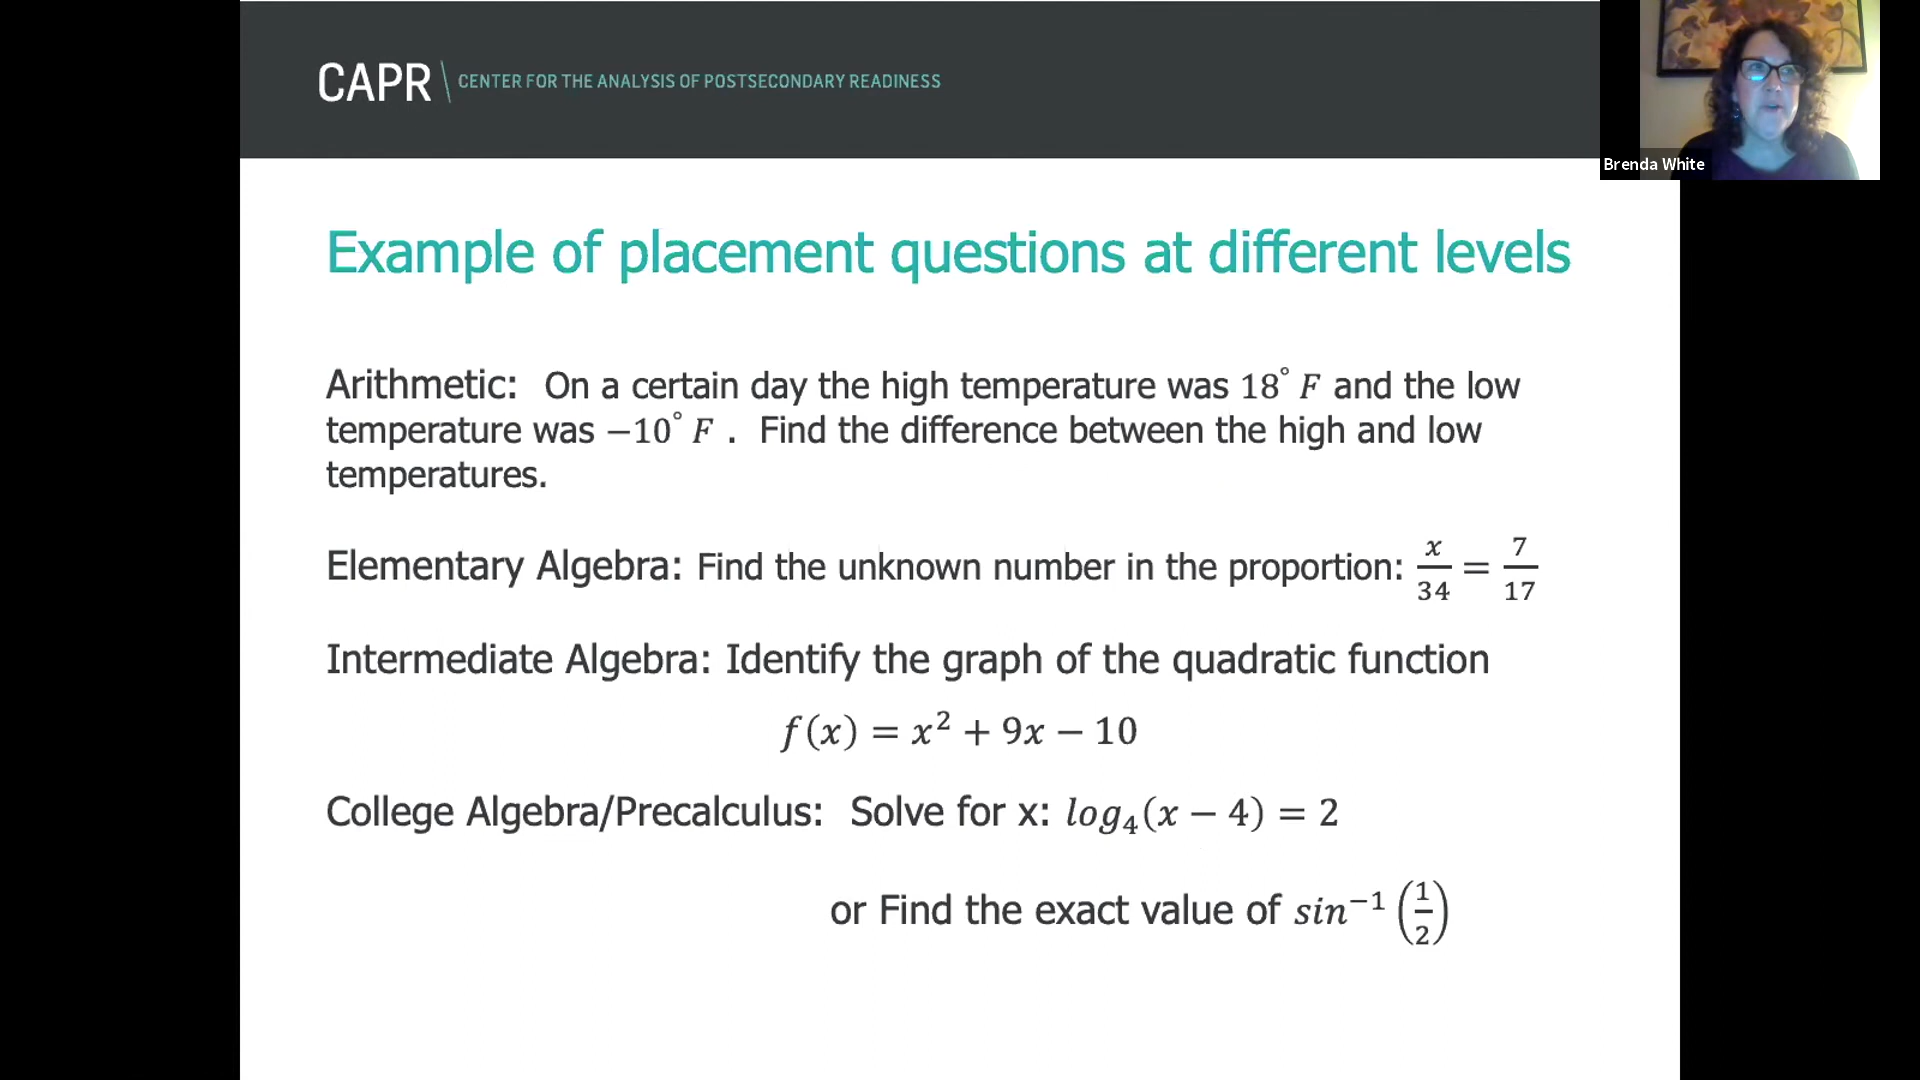 CAPR CENTER FOR THE ANALYSIS OF POSTSECONDARY READINESS
Brenda White
Example of placement questions at different levels
Arithmetic: On a certain day the high temperature was 18° F and the low
temperature was −10° F . Find the difference between the high and low
temperatures.
Elementary Algebra: Find the unknown number in the proportion: x/34 = 7/17
Intermediate Algebra: Identify the graph of the quadratic function
f(x) = x² + 9x − 10
College Algebra/Precalculus: Solve for x: log₄(x − 4) = 2
or Find the exact value of sin⁻¹ (1/2)